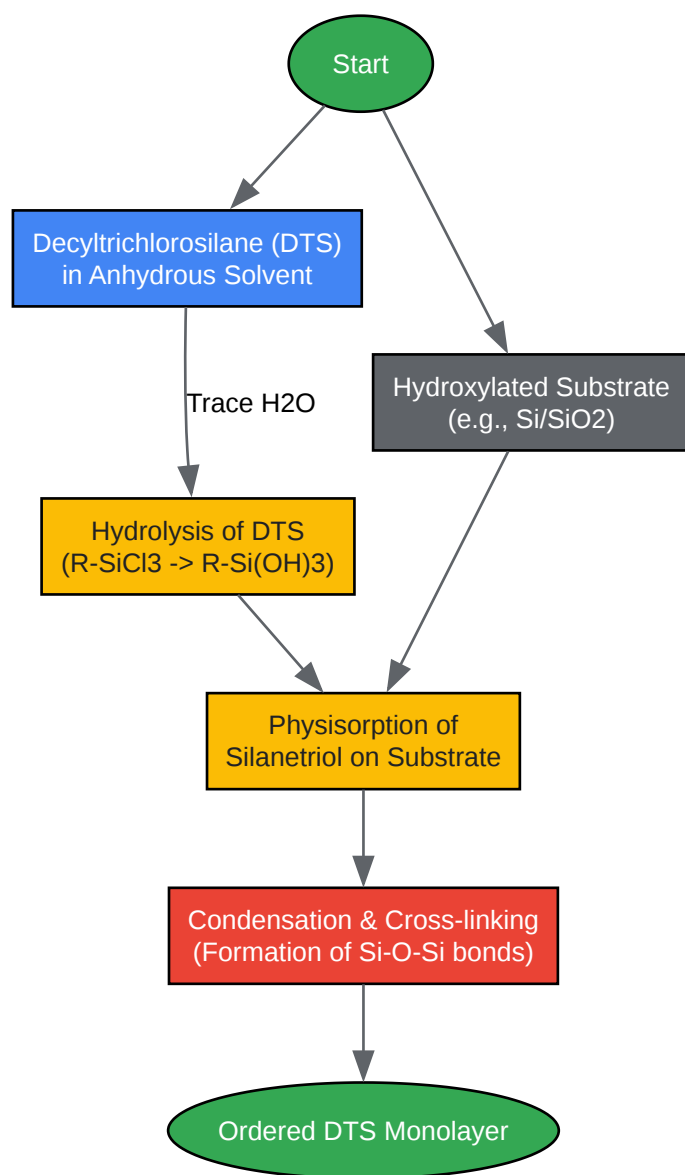 Start
Decyltrichlorosilane (DTS)
in Anhydrous Solvent
Hydroxylated Substrate
(e.g., Si/SiO2)
Trace H2O
Hydrolysis of DTS
(R-SiCl3 -> R-Si(OH)3)
Physisorption of
Silanetriol on Substrate
Condensation & Cross-linking
(Formation of Si-O-Si bonds)
Ordered DTS Monolayer